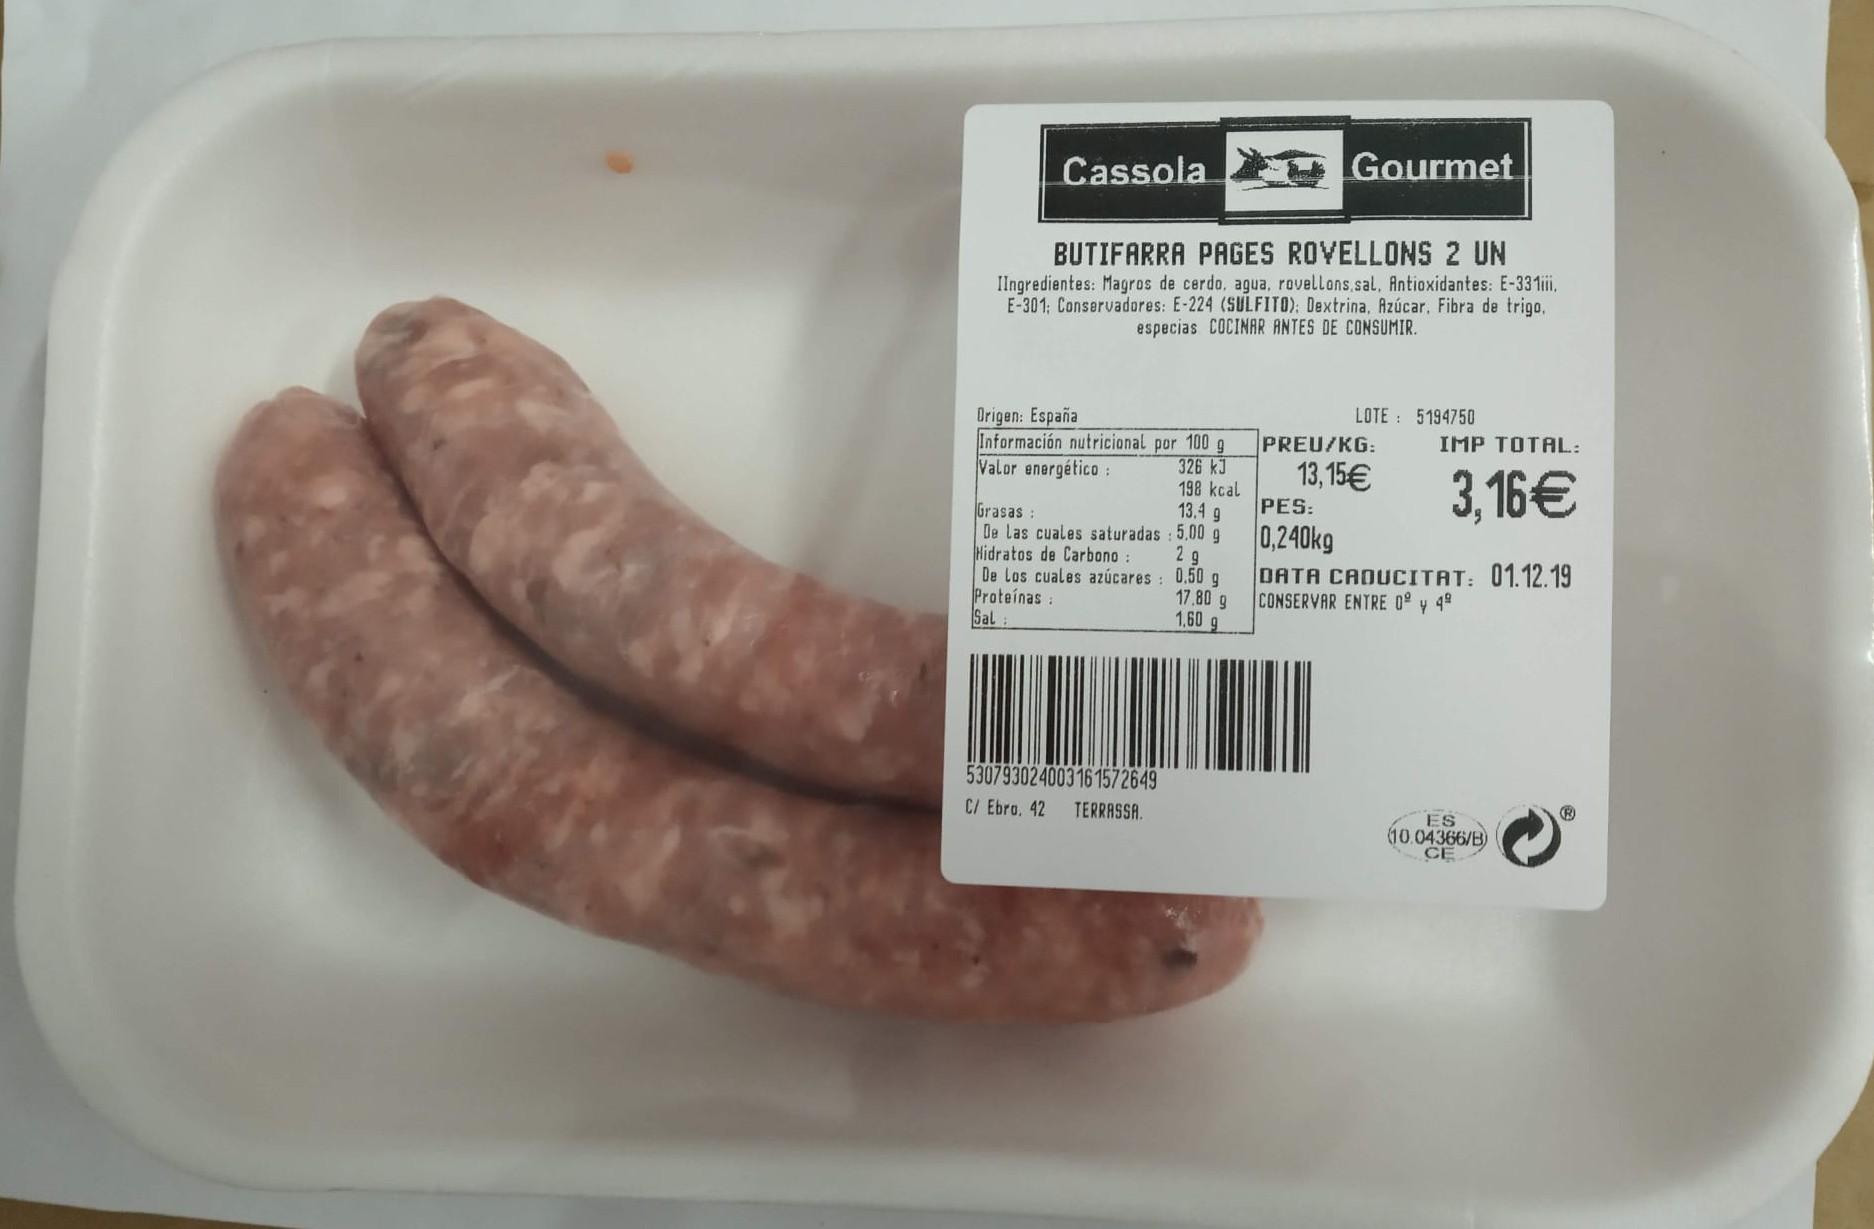 Cassola Gourmet
BUTIFARRA PAGES ROVELLONS 2 UN
IIngredientes: Magros de cerdo, agua, rovellons,sal, Antioxidantes: E-331iii,
E-301; Conservadores: E-224 (SULFITO); Dextrina, Azúcar, Fibra de trigo,
especias COCINAR ANTES DE CONSUMIR.
Origen: España
LOTE : 5194750
Información nutricional por 100 g
Valor energético : 326 kJ
198 kcal
Grasas : 13,4 g
De las cuales saturadas : 5,00 g
Hidratos de Carbono : 2 g
De los cuales azúcares : 0,50 g
Proteínas : 17,80 g
Sal : 1,60 g
PREU/KG:
13,15€
IMP TOTAL:
3,16€
PES:
0,240kg
DATA CADUCITAT: 01.12.19
CONSERVAR ENTRE 0º y 4º
5307930240031615726​49
C/ Ebro, 42 TERRASSA.
ES
10.04366/B
CE
®